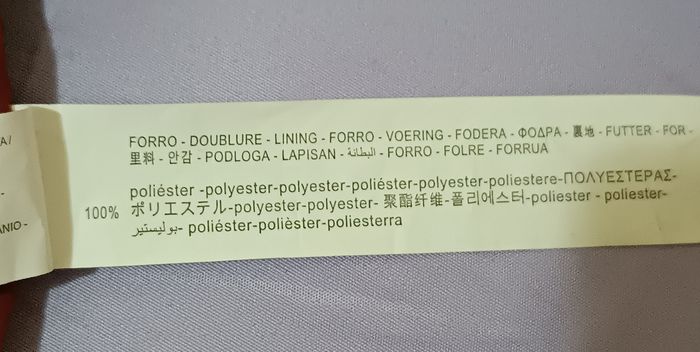 A/
ANIO -
FORRO - DOUBLURE - LINING - FORRO - VOERING - FODERA - ΦΟΔΡΑ - 裏地 - FUTTER - FOR -
里料 - 안감 - PODLOGA - LAPISAN - البطانة - FORRO - FOLRE - FORRUA
poliéster -polyester-polyester-poliéster-polyester-poliestere-ΠΟΛΥΕΣΤΕΡΑΣ-
100% ポリエステル-polyester-polyester- 聚酯纤维-폴리에스터-poliester - poliester-
بوليستير- poliéster-polièster-poliesterra